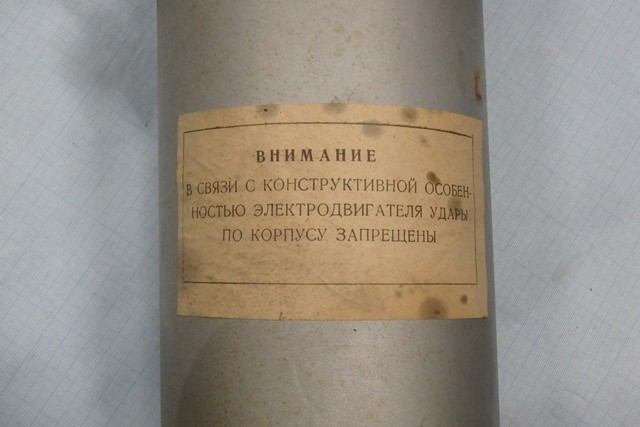 ВНИМАНИЕ
В СВЯЗИ С КОНСТРУКТИВНОЙ ОСОБЕН-
НОСТЬЮ ЭЛЕКТРОДВИГАТЕЛЯ УДАРЫ
ПО КОРПУСУ ЗАПРЕЩЕНЫ